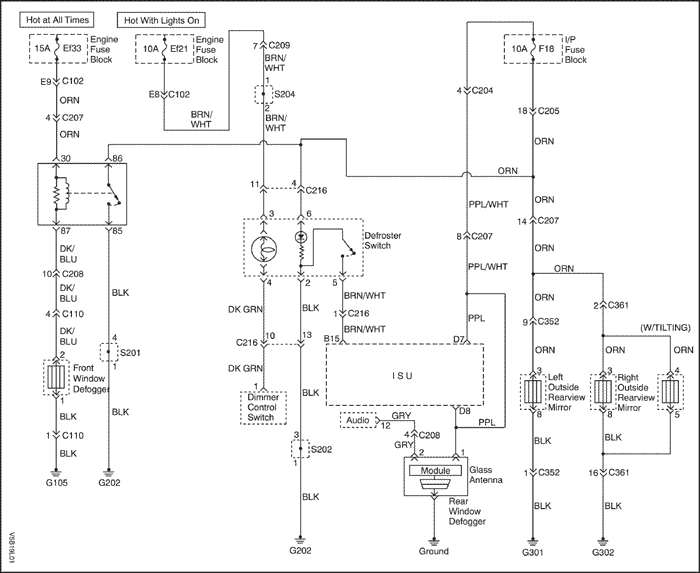 Hot at All Times
Hot With Lights On
15A Ef33
Engine
Fuse
Block
10A Ef21
Engine
Fuse
Block
7 C209
BRN/
WHT
10A F18
I/P
Fuse
Block
E9 C102
E8 C102
BRN/
WHT
1
S204
2
BRN/
WHT
4 C204
18 C205
ORN
4 C207
ORN
ORN
30
86
ORN
11
4 C216
PPL/WHT
14 C207
3
6
Defroster
Switch
8 C207
ORN
87
85
PPL/WHT
ORN
DK/
BLU
10 C208
DK/
BLU
4 C110
DK/
BLU
BLK
4
2
5
DK GRN
BLK
BRN/WHT
1 C216
BRN/WHT
ORN
2 C361
(W/TILTING)
PPL
9 C352
C216 10
13
B15
D7
4
S201
1
DK GRN
ISU
ORN
ORN
ORN
2
Front
Window
Defogger
1
1
Dimmer
Control
Switch
3
Left
Outside
Rearview
Mirror
8
3
Right
Outside
Rearview
Mirror
8
4
5
D8
BLK
BLK
BLK
Audio
12
GRY
PPL
4 C208
GRY
BLK
BLK
1 C110
BLK
3
S202
1
2
1
Module
Glass
Antenna
1 C352
16 C361
G105
G202
BLK
Rear
Window
Defogger
BLK
BLK
G202
Ground
G301
G302
VSB19L01